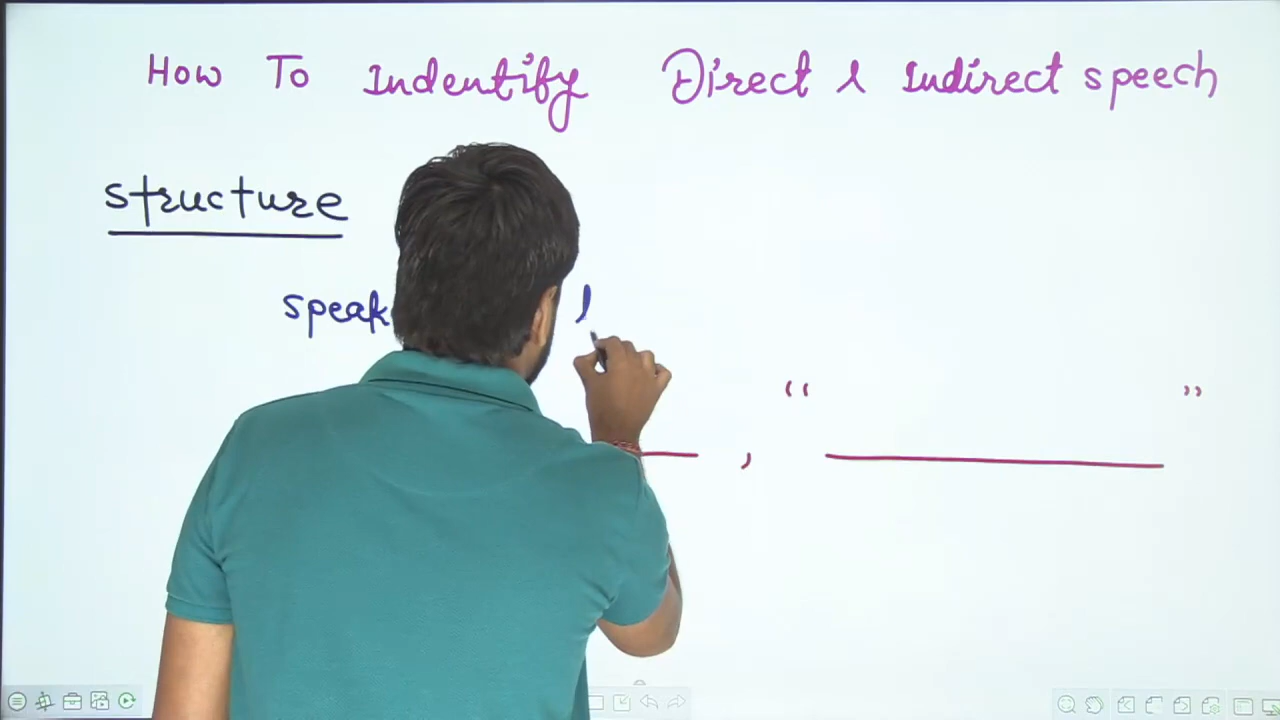 How To Indentify Direct & Indirect speech
structure
speak
“ ”
,